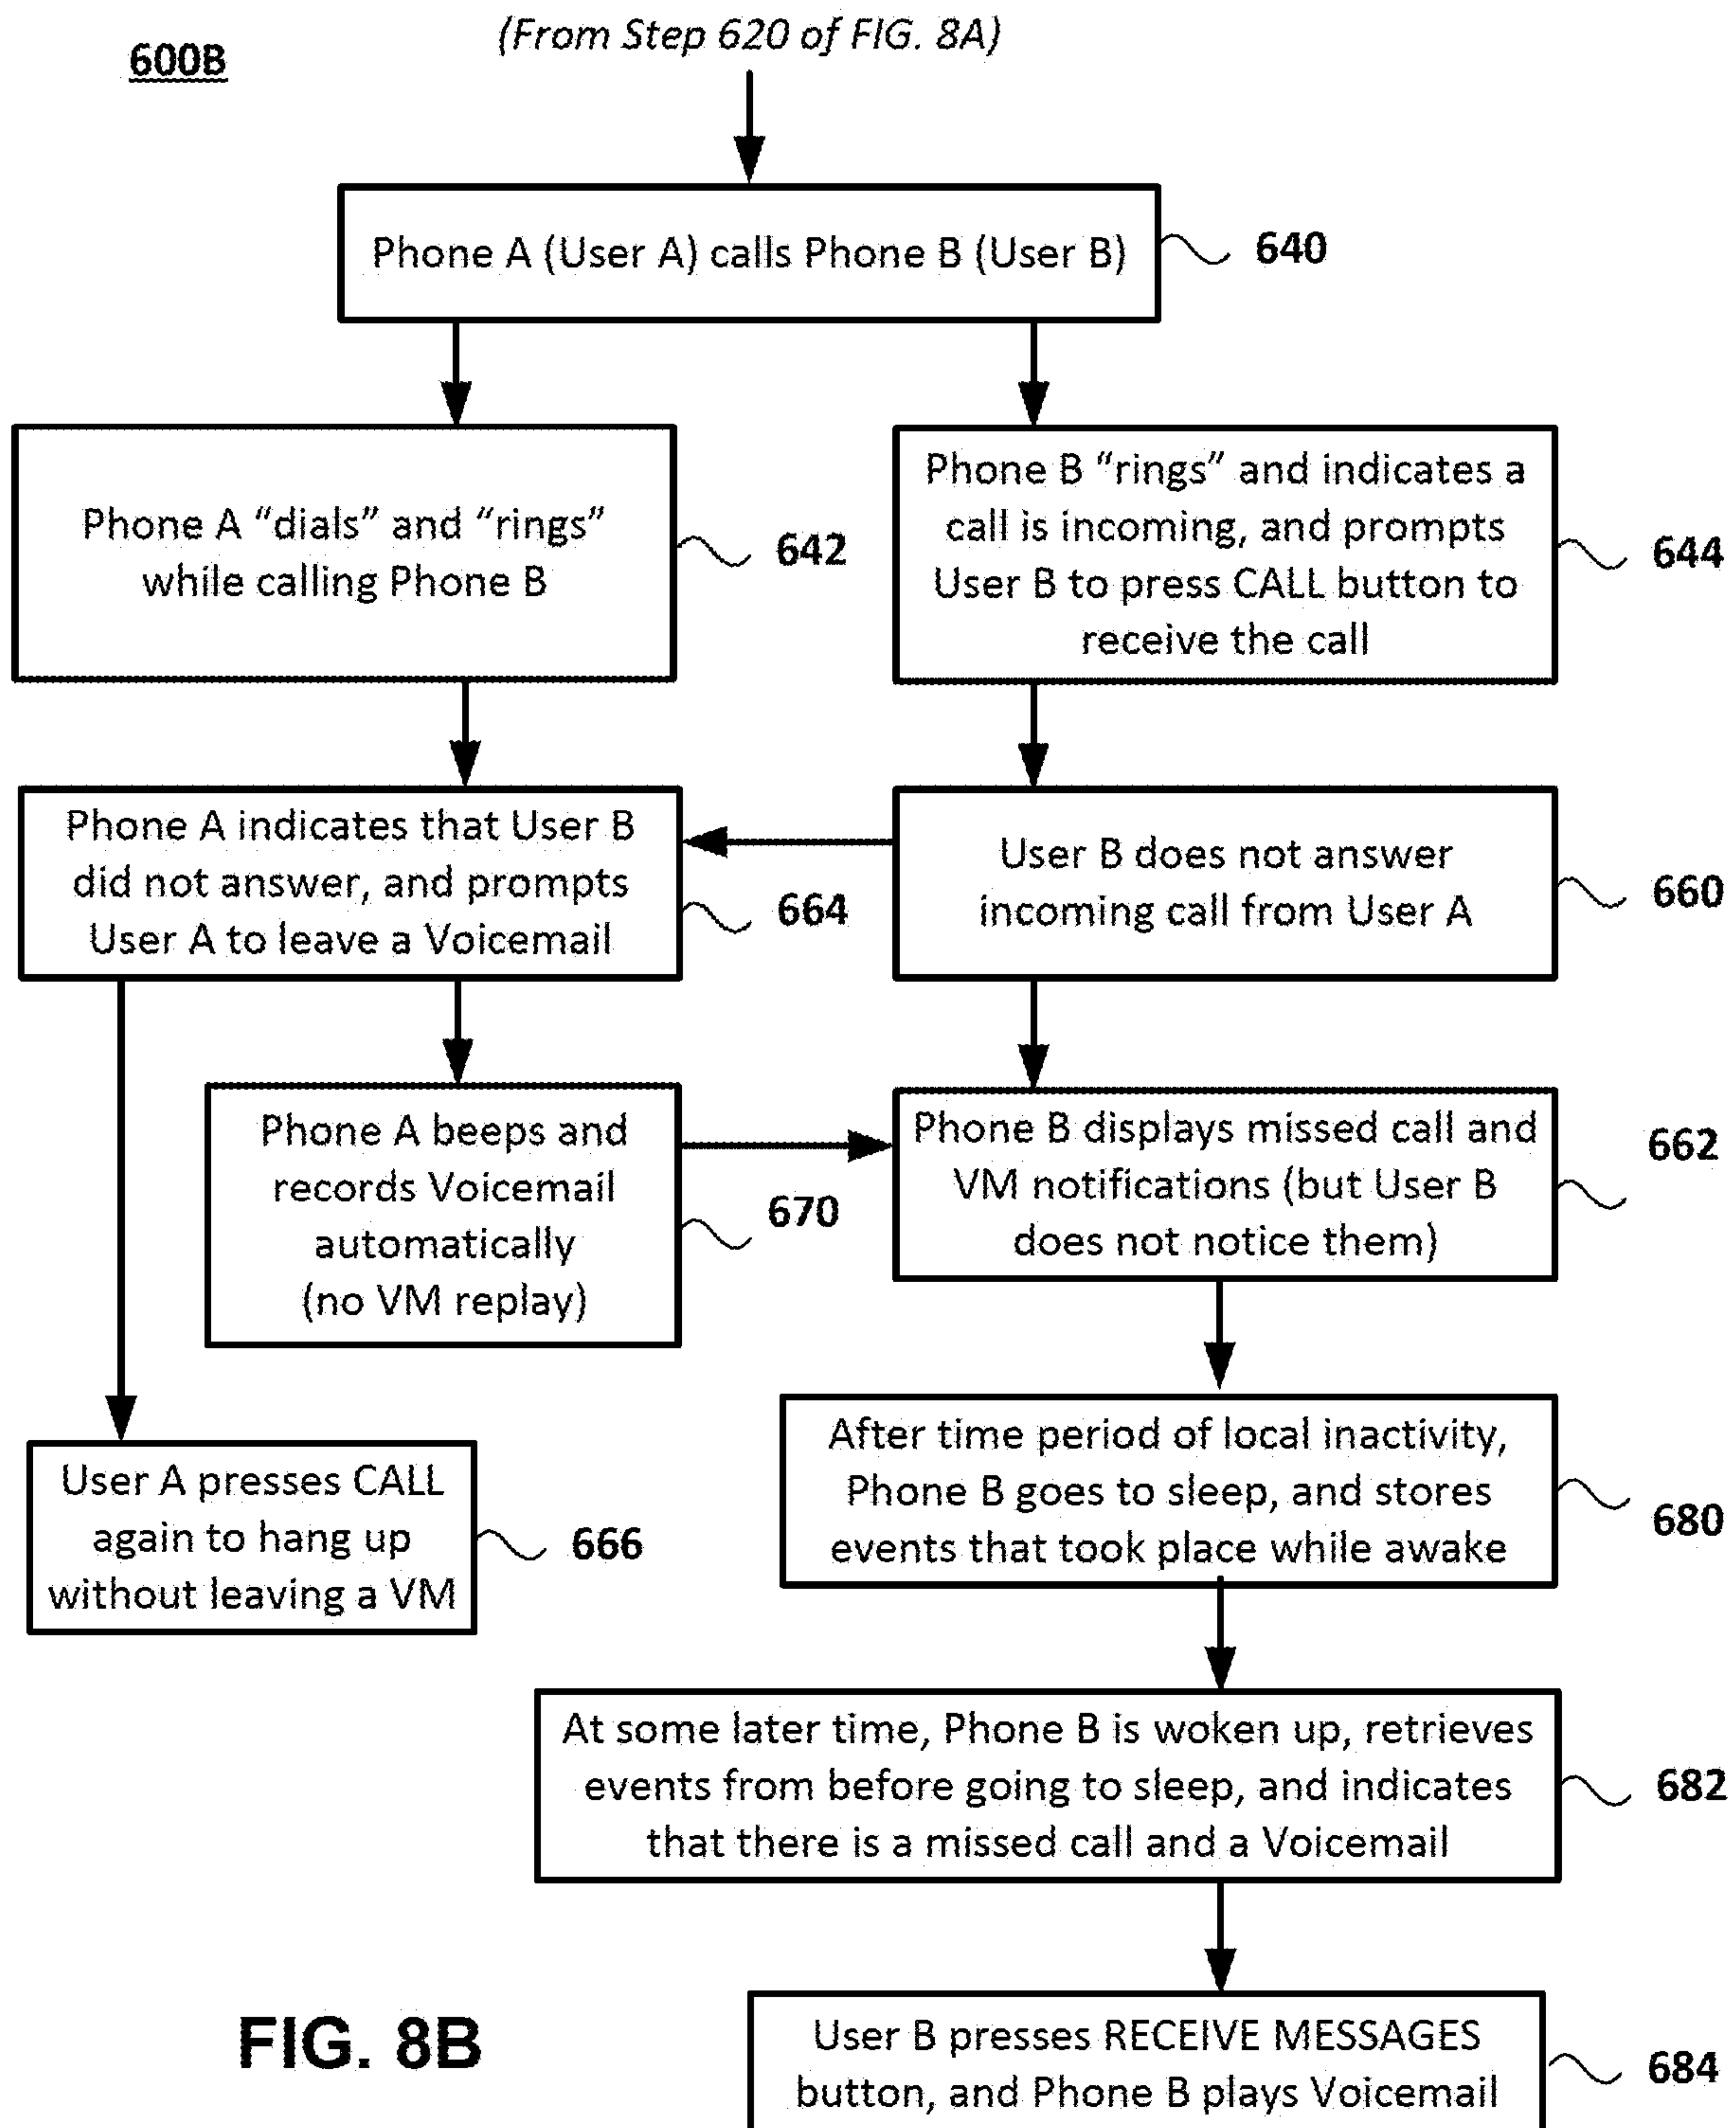 600B
(From Step 620 of FIG. 8A)
Phone A (User A) calls Phone B (User B)
640
Phone A “dials” and “rings”
while calling Phone B
642
Phone B “rings” and indicates a
call is incoming, and prompts
User B to press CALL button to
receive the call
644
Phone A indicates that User B
did not answer, and prompts
User A to leave a Voicemail
664
User B does not answer
incoming call from User A
660
Phone A beeps and
records Voicemail
automatically
(no VM replay)
670
Phone B displays missed call and
VM notifications (but User B
does not notice them)
662
User A presses CALL
again to hang up
without leaving a VM
666
After time period of local inactivity,
Phone B goes to sleep, and stores
events that took place while awake
680
At some later time, Phone B is woken up, retrieves
events from before going to sleep, and indicates
that there is a missed call and a Voicemail
682
User B presses RECEIVE MESSAGES
button, and Phone B plays Voicemail
684
FIG. 8B